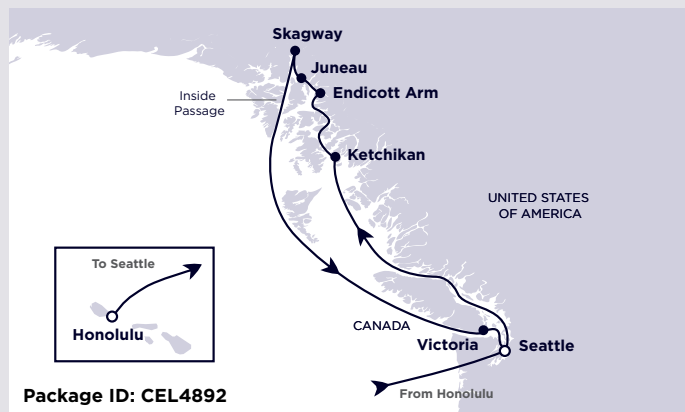 Skagway
Juneau
Endicott Arm
Inside
Passage
Ketchikan
UNITED STATES
OF AMERICA
To Seattle
Honolulu
CANADA
Victoria
Seattle
From Honolulu
Package ID: CEL4892